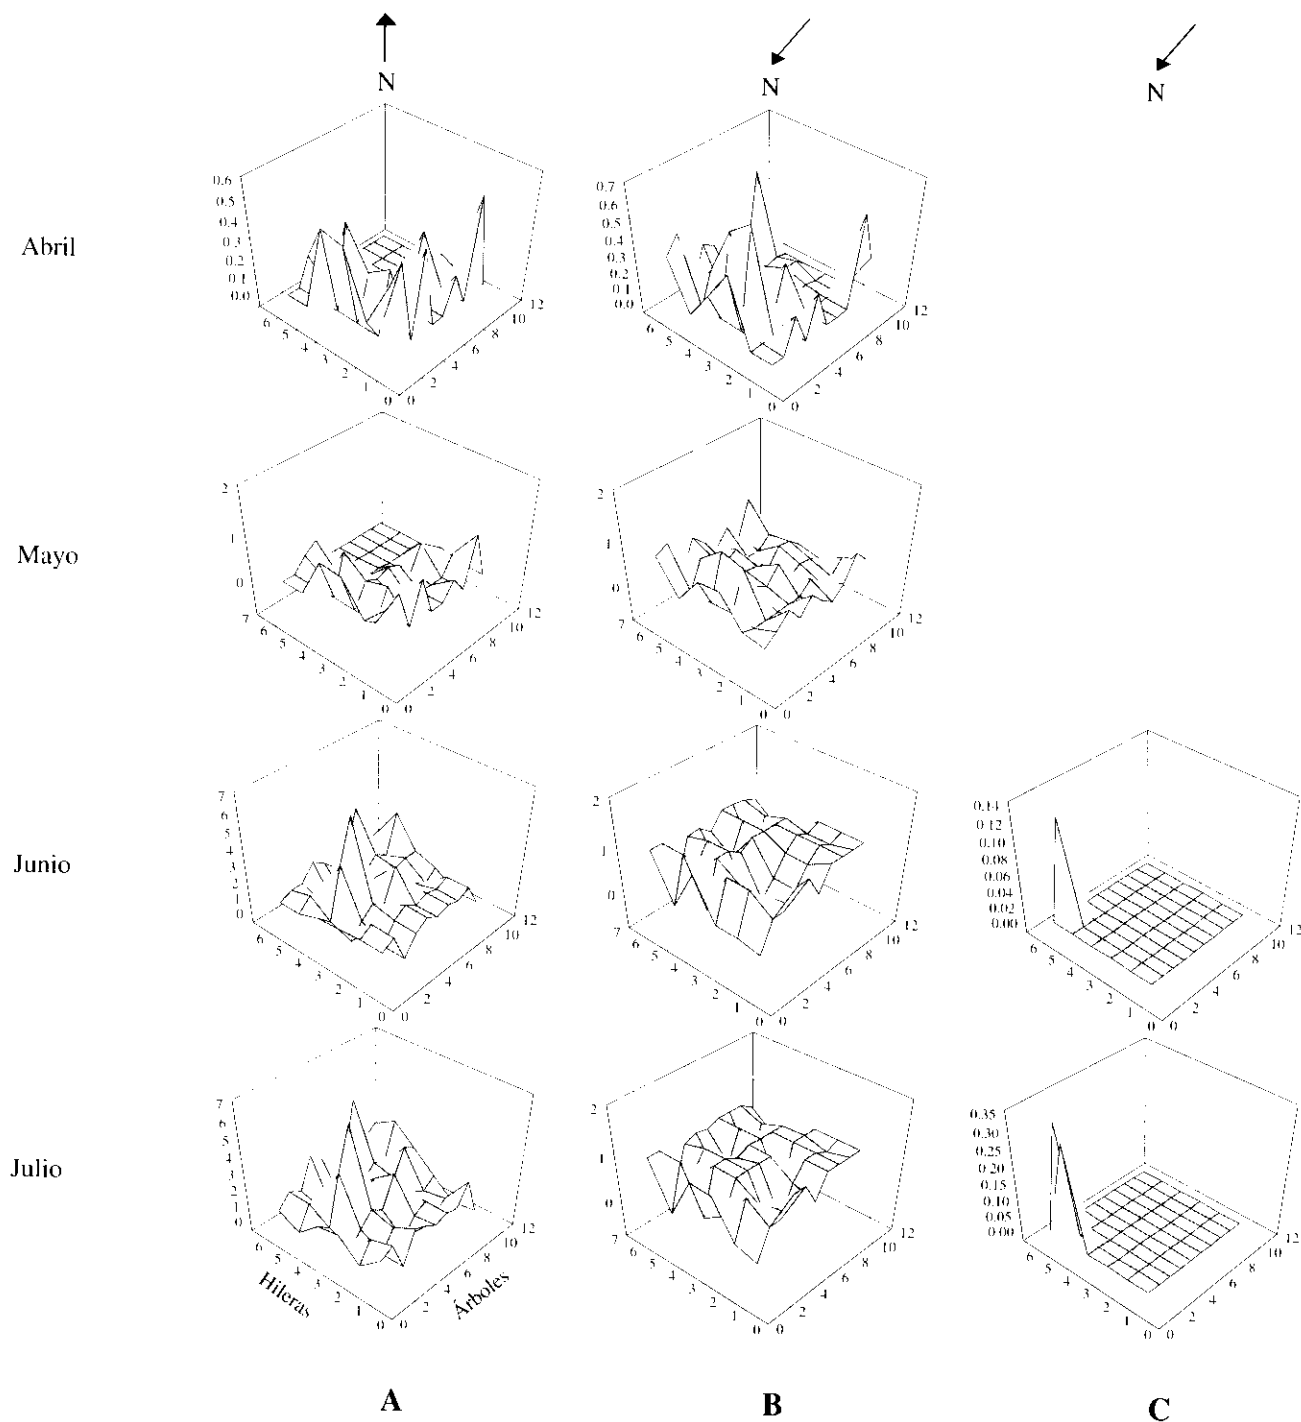 N N N
Abril
0.6 0.5 0.4 0.3 0.2 0.1 0.0
6 5 4 3 2 1 0
0 2 4 6 8 10 12
0.7 0.6 0.5 0.4 0.3 0.2 0.1 0.0
6 5 4 3 2 1 0
0 2 4 6 8 10 12
Mayo
2 1 0
7 6 5 4 3 2 1 0
0 2 4 6 8 10 12
2 1 0
7 6 5 4 3 2 1 0
0 2 4 6 8 10 12
Junio
7 6 5 4 3 2 1 0
6 5 4 3 2 1 0
0 2 4 6 8 10 12
2 1 0
7 6 5 4 3 2 1 0
0 2 4 6 8 10 12
0.14 0.12 0.10 0.08 0.06 0.04 0.02 0.00
6 5 4 3 2 1 0
0 2 4 6 8 10 12
Julio
7 6 5 4 3 2 1 0
6 5 4 3 2 1 0
0 2 4 6 8 10 12
Hileras
Árboles
2 1 0
7 6 5 4 3 2 1 0
0 2 4 6 8 10 12
0.35 0.30 0.25 0.20 0.15 0.10 0.05 0.00
6 5 4 3 2 1 0
0 2 4 6 8 10 12
A B C